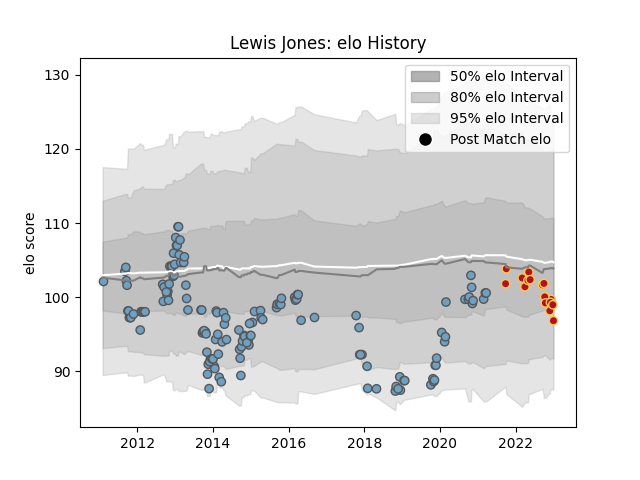 Lewis Jones: elo History
50% elo Interval
80% elo Interval
95% elo Interval
Post Match elo
elo score
130
120
110
100
90
2012
2014
2016
2018
2020
2022